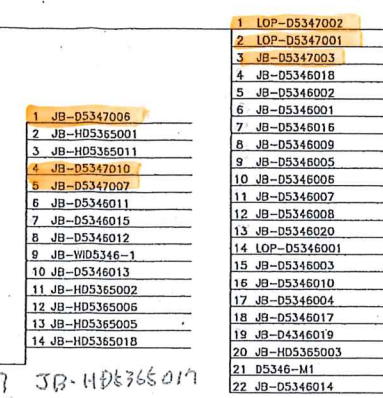 1 JB-D5347006
2 JB-HD5365001
3 JB-HD5365011
4 JB-D5347010
5 JB-D5347007
6 JB-D5346011
7 JB-D5346015
8 JB-D5346012
9 JB-WID5346-1
10 JB-D5346013
11 JB-HD5365002
12 JB-HD5365006
13 JB-HD5365005
14 JB-HD5365018
JB-HD5365017
1 LOP-D5347002
2 LOP-D5347001
3 JB-D5347003
4 JB-D5346018
5 JB-D5346002
6 JB-D5346001
7 JB-D5346016
8 JB-D5346009
9 JB-D5346005
10 JB-D5346006
11 JB-D5346007
12 JB-D5346008
13 JB-D5346020
14 LOP-D5346001
15 JB-D5346003
16 JB-D5346010
17 JB-D5346004
18 JB-D5346017
19 JB-D4346019
20 JB-HD5365003
21 D5346-M1
22 JB-D5346014